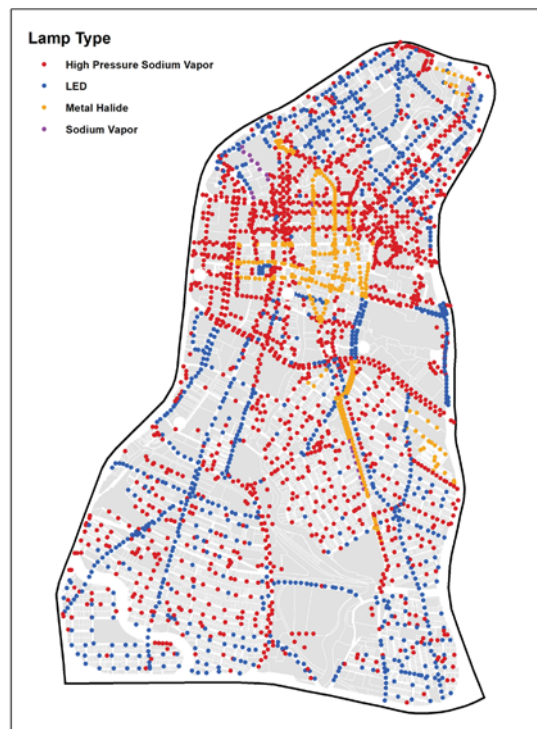 Lamp Type
High Pressure Sodium Vapor
LED
Metal Halide
Sodium Vapor